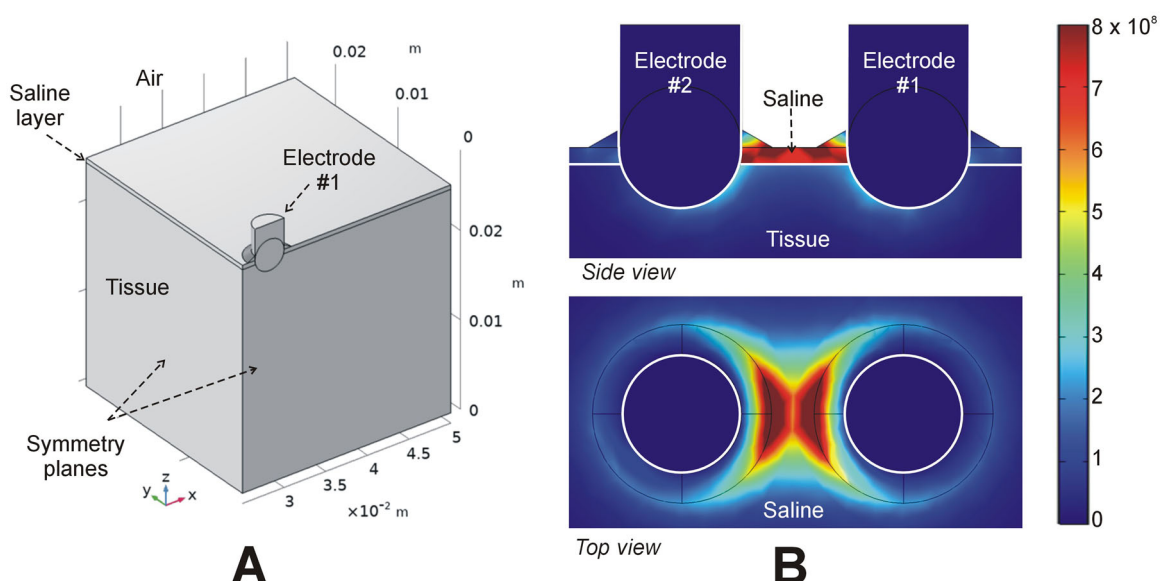 Air
Saline
layer
Electrode
#1
Tissue
Symmetry
planes
m
0.02
0.01
0
0.02
m
0.01
0
5
4.5
4
3.5
3
×10⁻² m
z
y
x
A
Electrode
#2
Saline
Electrode
#1
Tissue
Side view
Saline
Top view
B
8 x 10⁸
7
6
5
4
3
2
1
0